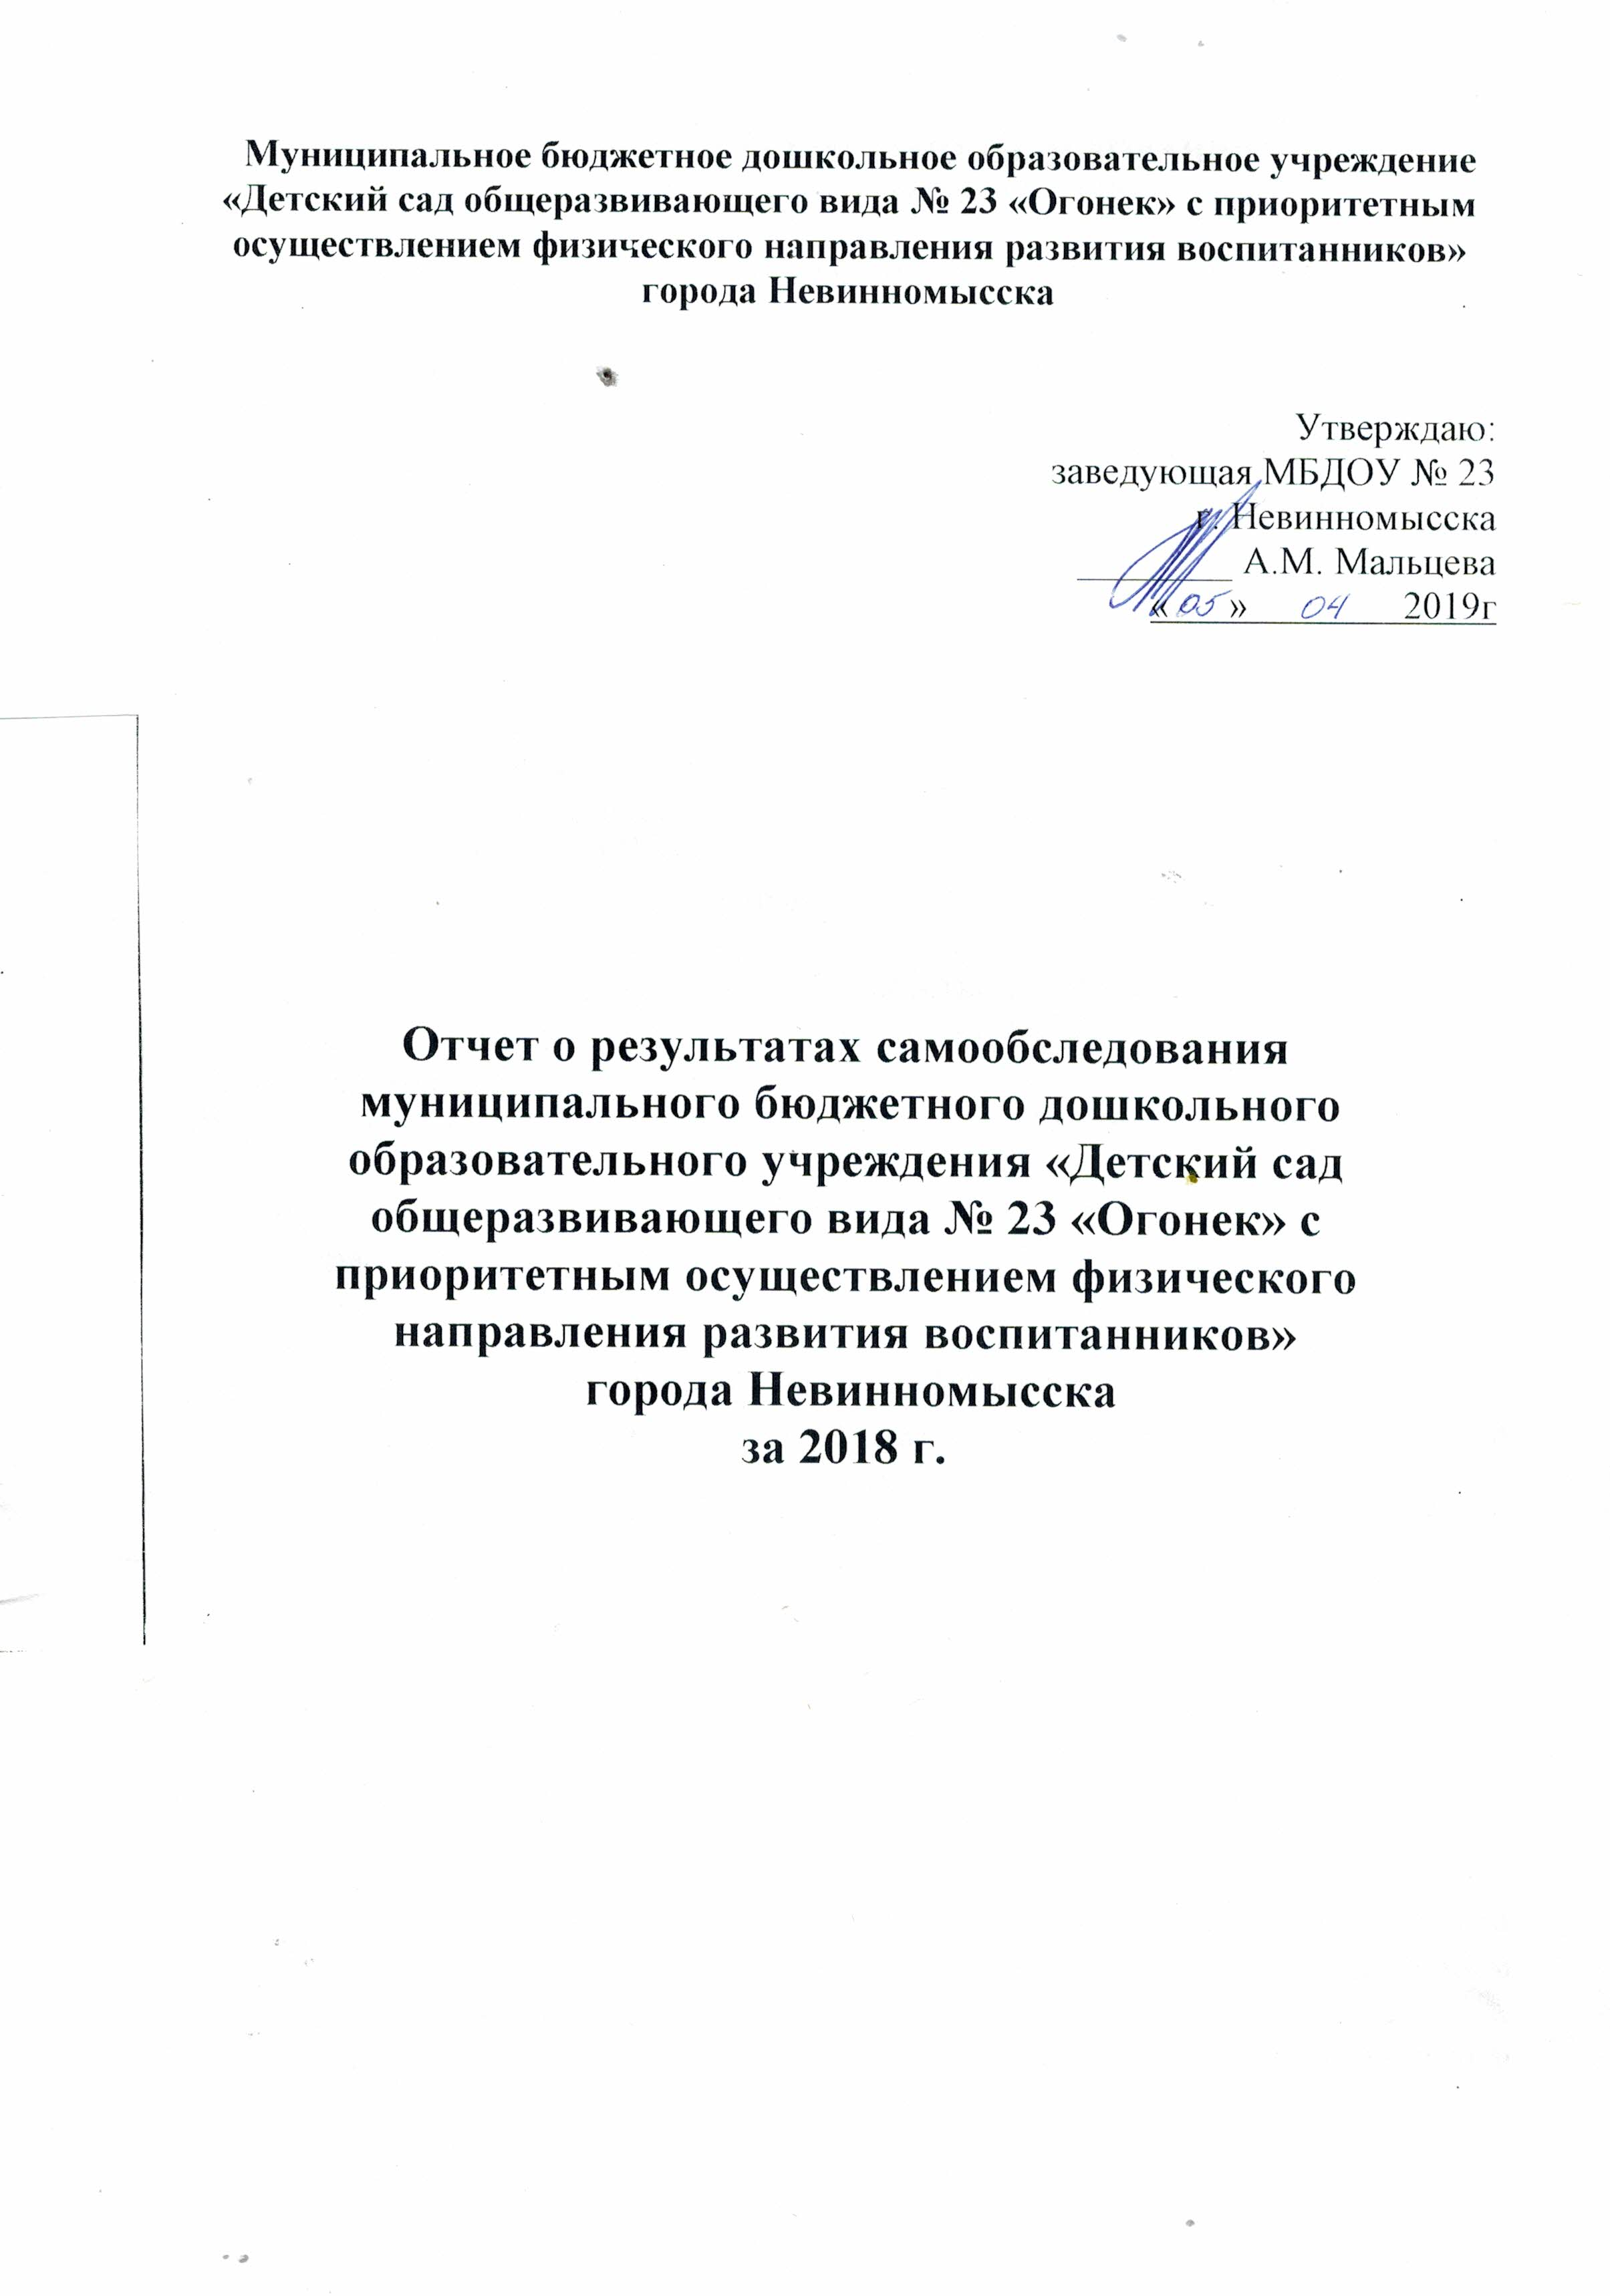 Муниципальное бюджетное дошкольное образовательное учреждение
«Детский сад общеразвивающего вида № 23 «Огонек» с приоритетным
осуществлением физического направления развития воспитанников»
города Невинномысска
Утверждаю:
заведующая МБДОУ № 23
г. Невинномысска
__________ А.М. Мальцева
« 05 » 04 2019г
Отчет о результатах самообследования
муниципального бюджетного дошкольного
образовательного учреждения «Детский сад
общеразвивающего вида № 23 «Огонек» с
приоритетным осуществлением физического
направления развития воспитанников»
города Невинномысска
за 2018 г.